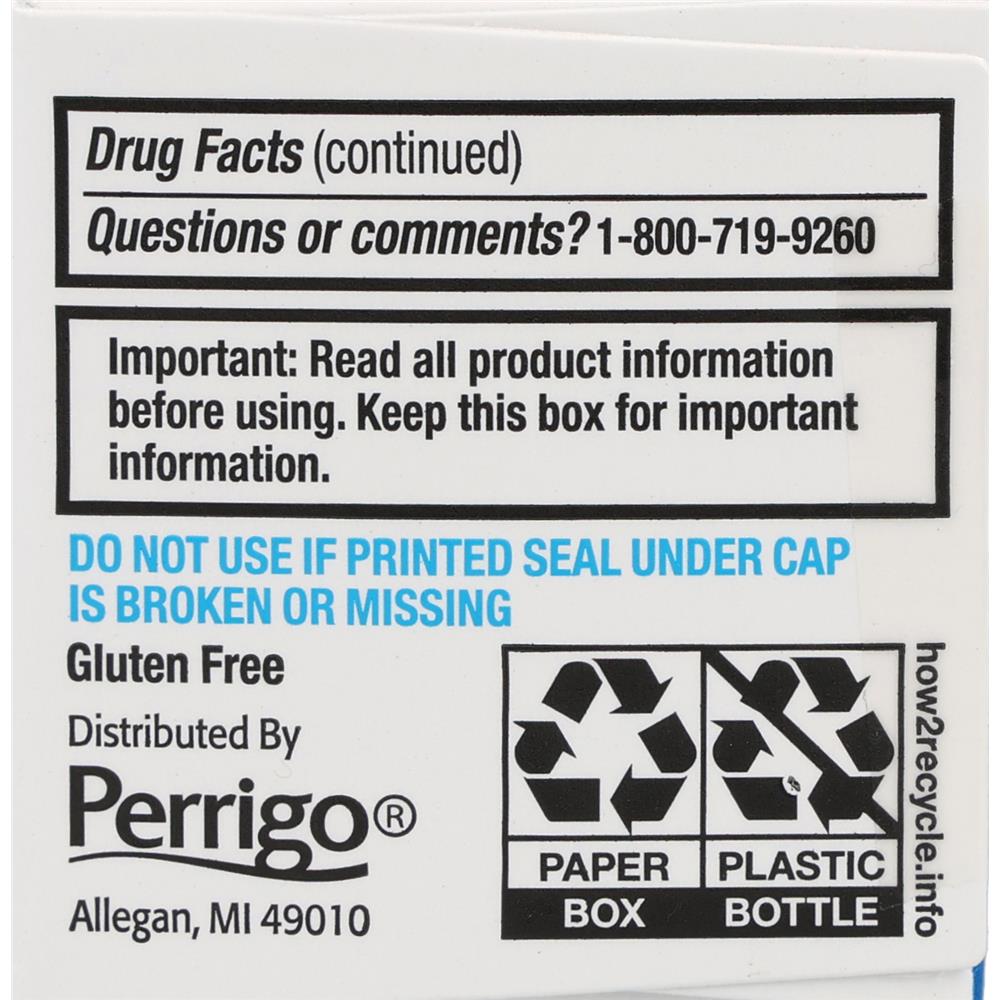 Drug Facts (continued)
Questions or comments? 1-800-719-9260
Important: Read all product information
before using. Keep this box for important
information.
DO NOT USE IF PRINTED SEAL UNDER CAP
IS BROKEN OR MISSING
Gluten Free
Distributed By
Perrigo®
Allegan, MI 49010
PAPER
BOX
PLASTIC
BOTTLE
how2recycle.info